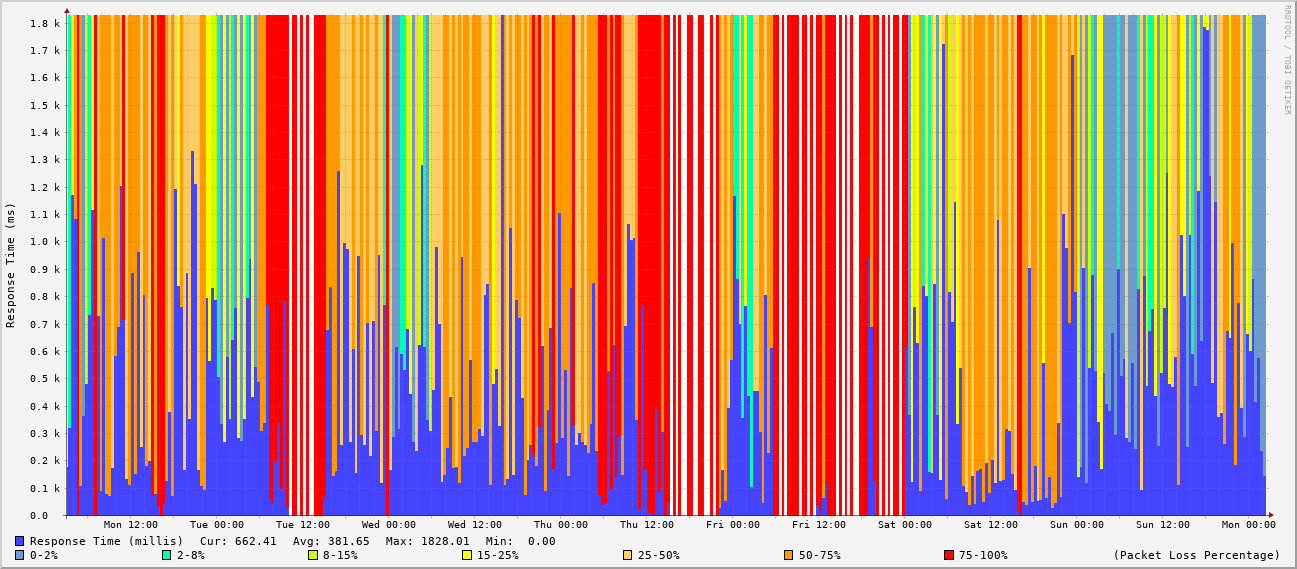 1.8 k
1.7 k
1.6 k
1.5 k
1.4 k
1.3 k
1.2 k
1.1 k
1.0 k
0.9 k
0.8 k
0.7 k
0.6 k
0.5 k
0.4 k
0.3 k
0.2 k
0.1 k
0.0
Response Time (ms)
RRDTOOL / TOBI OETIKER
Mon 12:00 Tue 00:00 Tue 12:00 Wed 00:00 Wed 12:00 Thu 00:00 Thu 12:00 Fri 00:00 Fri 12:00 Sat 00:00 Sat 12:00 Sun 00:00 Sun 12:00 Mon 00:00
Response Time (millis) Cur: 662.41 Avg: 381.65 Max: 1828.01 Min: 0.00
0-2% 2-8% 8-15% 15-25% 25-50% 50-75% 75-100% (Packet Loss Percentage)